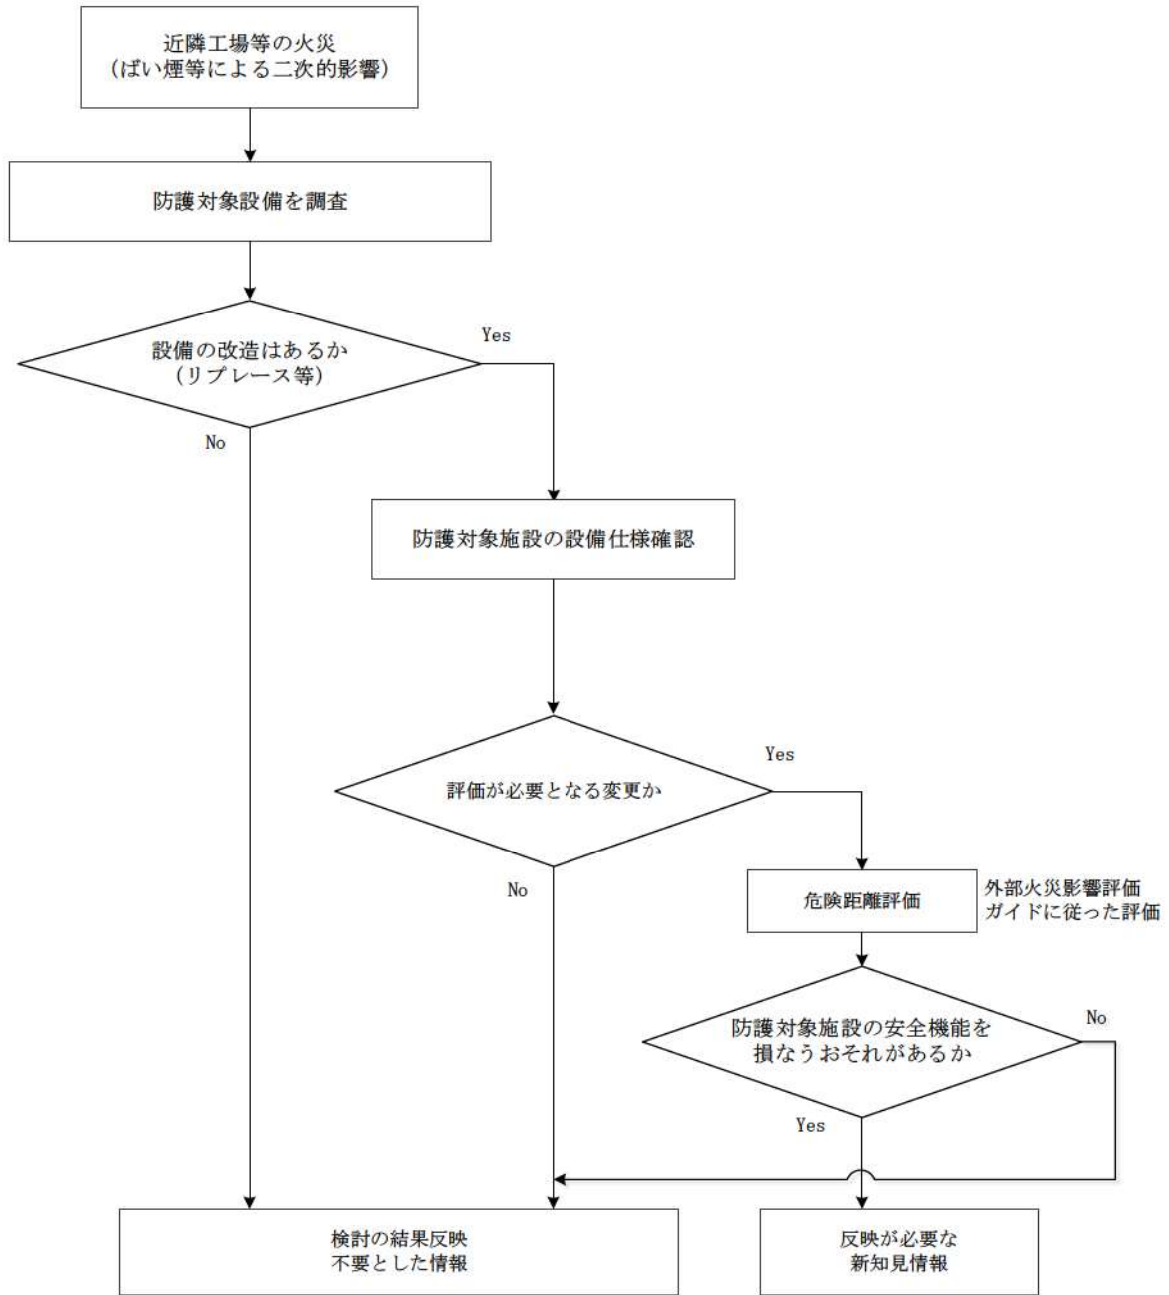 近隣工場等の火災
（ばい煙等による二次的影響）
防護対象設備を調査
設備の改造はあるか
（リプレース等）
Yes
No
防護対象施設の設備仕様確認
評価が必要となる変更か
Yes
No
危険距離評価
外部火災影響評価
ガイドに従った評価
防護対象施設の安全機能を
損なうおそれがあるか
No
Yes
検討の結果反映
不要とした情報
反映が必要な
新知見情報